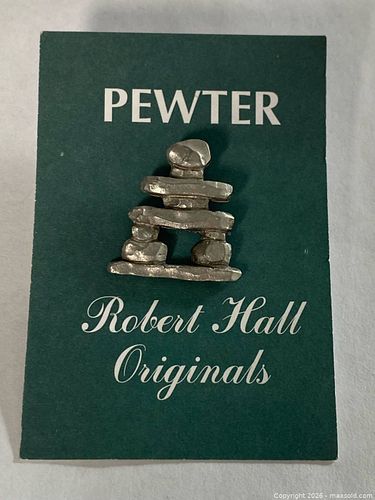 PEWTER
Robert Hall
Originals
Copyright 2026 - maxsold.com